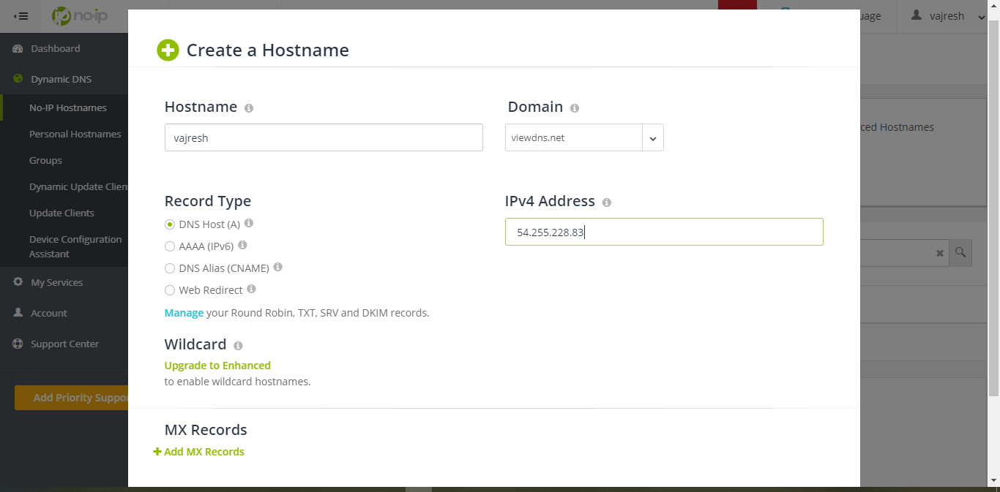 no-ip
uage
vajresh
Dashboard
Dynamic DNS
No-IP Hostnames
Personal Hostnames
Groups
Dynamic Update Clien
Update Clients
Device Configuration
Assistant
My Services
Account
Support Center
Add Priority Suppo
Create a Hostname
Hostname
Domain
vajresh
viewdns.net
Record Type
IPv4 Address
DNS Host (A)
54.255.228.83
AAAA (IPv6)
DNS Alias (CNAME)
Web Redirect
Manage your Round Robin, TXT, SRV and DKIM records.
Wildcard
Upgrade to Enhanced
to enable wildcard hostnames.
MX Records
Add MX Records
ced Hostnames